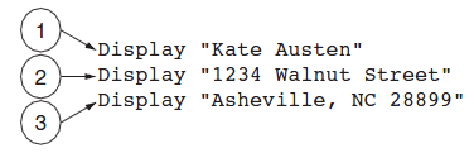 1
Display "Kate Austen"
2
Display "1234 Walnut Street"
3
Display "Asheville, NC 28899"